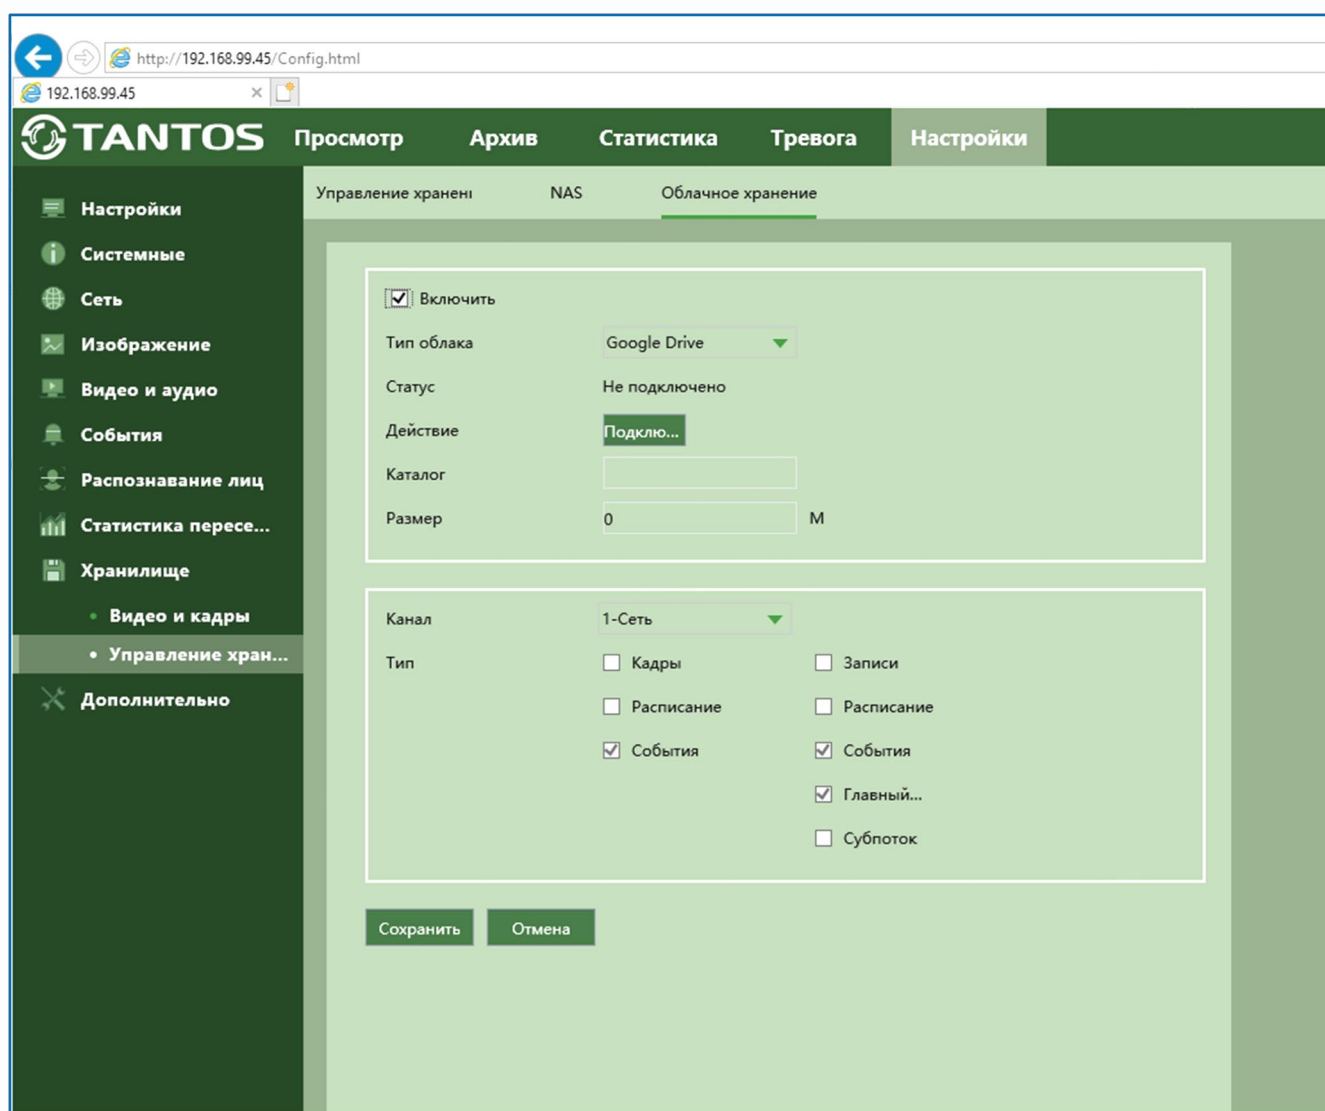 http://192.168.99.45/Config.html
192.168.99.45
TANTOS Просмотр Архив Статистика Тревога Настройки
Управление хранені NAS Облачное хранение
Настройки
Системные
Сеть
Изображение
Видео и аудио
События
Распознавание лиц
Статистика пересе...
Хранилище
Видео и кадры
Управление хран...
Дополнительно
Включить
Тип облака Google Drive
Статус Не подключено
Действие Подклю...
Каталог
Размер 0 М
Канал 1-Сеть
Тип Кадры Записи
Расписание Расписание
События События
Главный...
Субпоток
Сохранить Отмена